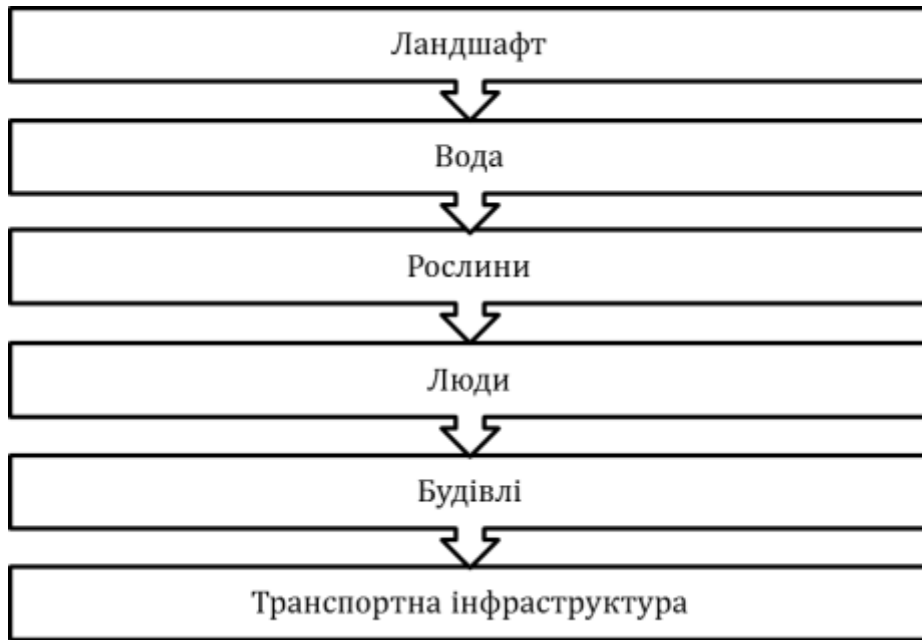 Ландшафт
Вода
Рослини
Люди
Будівлі
Транспортна інфраструктура